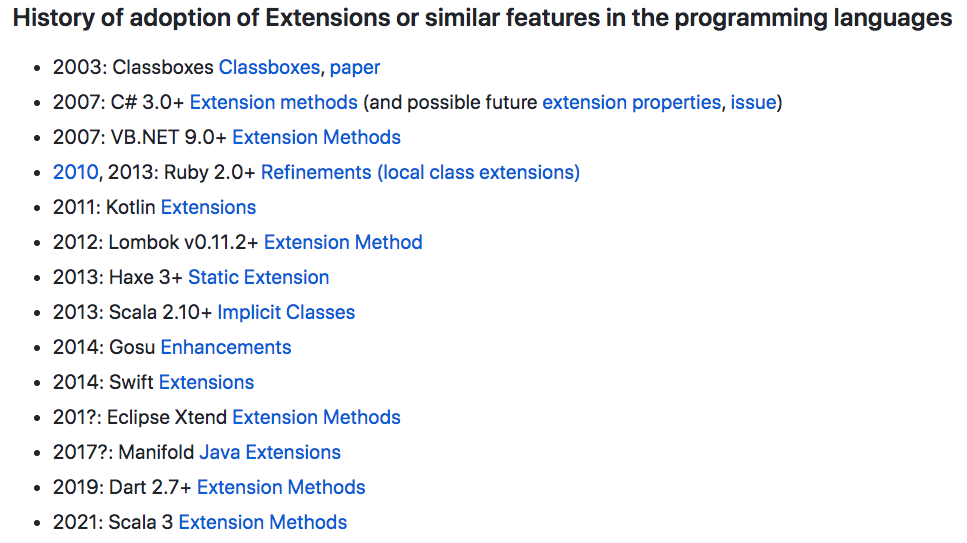 History of adoption of Extensions or similar features in the programming languages
• 2003: Classboxes Classboxes, paper
• 2007: C# 3.0+ Extension methods (and possible future extension properties, issue)
• 2007: VB.NET 9.0+ Extension Methods
• 2010, 2013: Ruby 2.0+ Refinements (local class extensions)
• 2011: Kotlin Extensions
• 2012: Lombok v0.11.2+ Extension Method
• 2013: Haxe 3+ Static Extension
• 2013: Scala 2.10+ Implicit Classes
• 2014: Gosu Enhancements
• 2014: Swift Extensions
• 201?: Eclipse Xtend Extension Methods
• 2017?: Manifold Java Extensions
• 2019: Dart 2.7+ Extension Methods
• 2021: Scala 3 Extension Methods